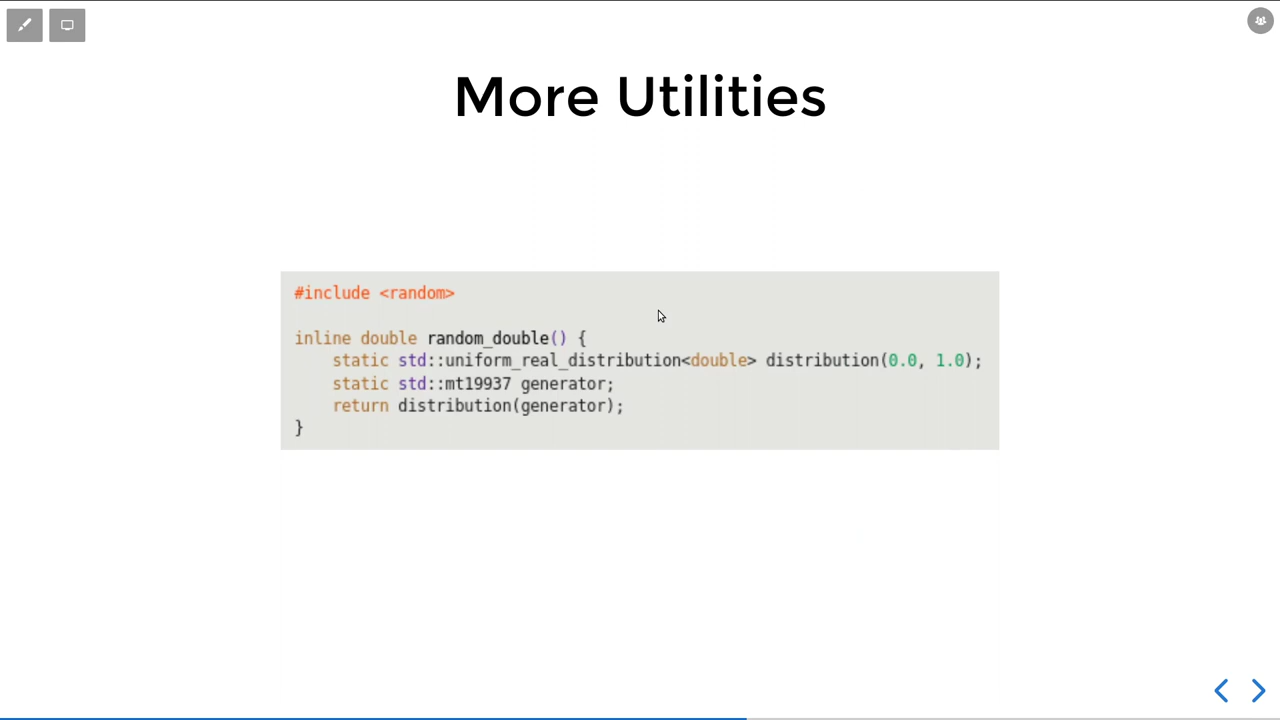 More Utilities
#include <random>
inline double random_double() {
    static std::uniform_real_distribution<double> distribution(0.0, 1.0);
    static std::mt19937 generator;
    return distribution(generator);
}